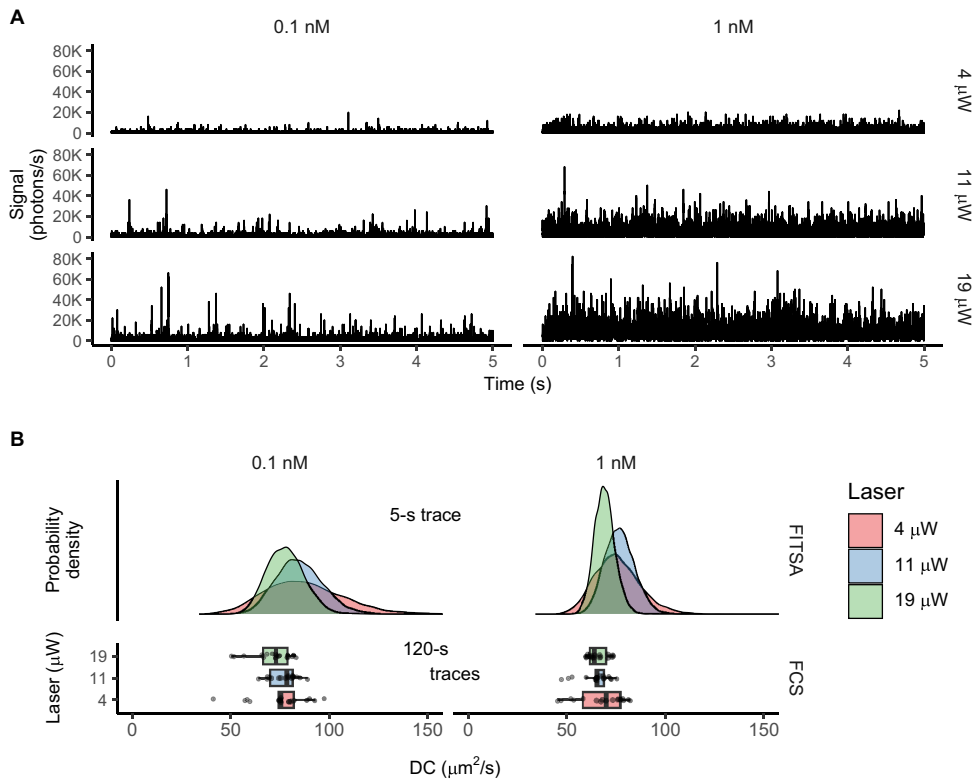 A
0.1 nM
1 nM
80K
60K
40K
20K
0
4 μW
80K
60K
40K
20K
0
11 μW
80K
60K
40K
20K
0
19 μW
Signal
(photons/s)
0 1 2 3 4 5
0 1 2 3 4 5
Time (s)
B
0.1 nM
1 nM
Probability
density
5-s trace
FITSA
Laser
4 μW
11 μW
19 μW
Laser (μW)
19
11
4
120-s
traces
FCS
0 50 100 150
0 50 100 150
DC (μm²/s)